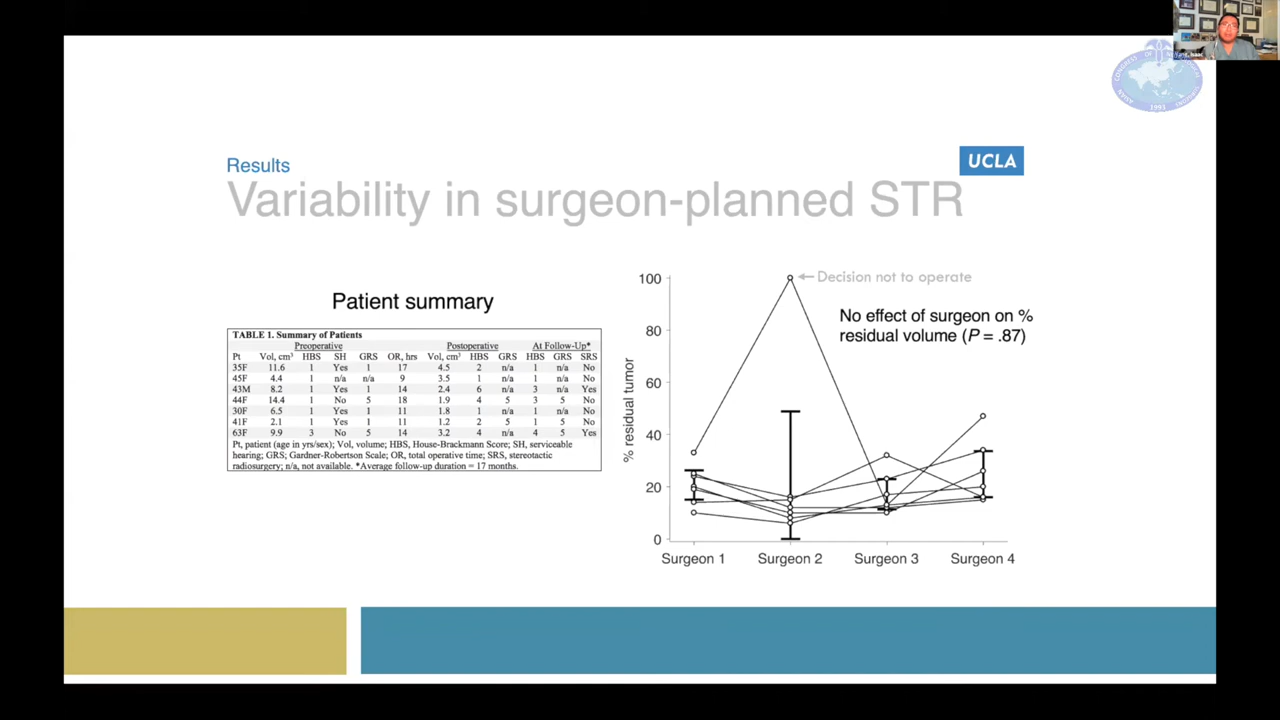 Results
UCLA
Variability in surgeon-planned STR
Patient summary
TABLE 1. Summary of Patients
Preoperative Postoperative At Follow-Up*
Pt Vol, cm³ HBS SH GRS OR, hrs Vol, cm³ HBS GRS HBS GRS SRS
35F 11.6 1 Yes 1 17 4.5 2 n/a 1 n/a No
45F 4.4 1 n/a n/a 9 3.5 1 n/a 1 n/a No
43M 8.2 1 Yes 1 14 2.4 6 n/a 3 n/a Yes
44F 14.4 1 No 5 18 1.9 4 5 3 5 No
30F 6.5 1 Yes 1 11 1.8 1 n/a 1 n/a No
41F 2.1 1 Yes 1 11 1.2 2 5 1 5 No
63F 9.9 3 No 5 14 3.2 4 n/a 4 5 Yes
Pt, patient (age in yrs/sex); Vol, volume; HBS, House-Brackmann Score; SH, serviceable
hearing; GRS; Gardner-Robertson Scale; OR, total operative time; SRS, stereotactic
radiosurgery; n/a, not available. *Average follow-up duration = 17 months.
% residual tumor
100
80
60
40
20
0
Decision not to operate
No effect of surgeon on %
residual volume (P = .87)
Surgeon 1 Surgeon 2 Surgeon 3 Surgeon 4
ASIAN CONGRESS OF
SURGEONS
1993